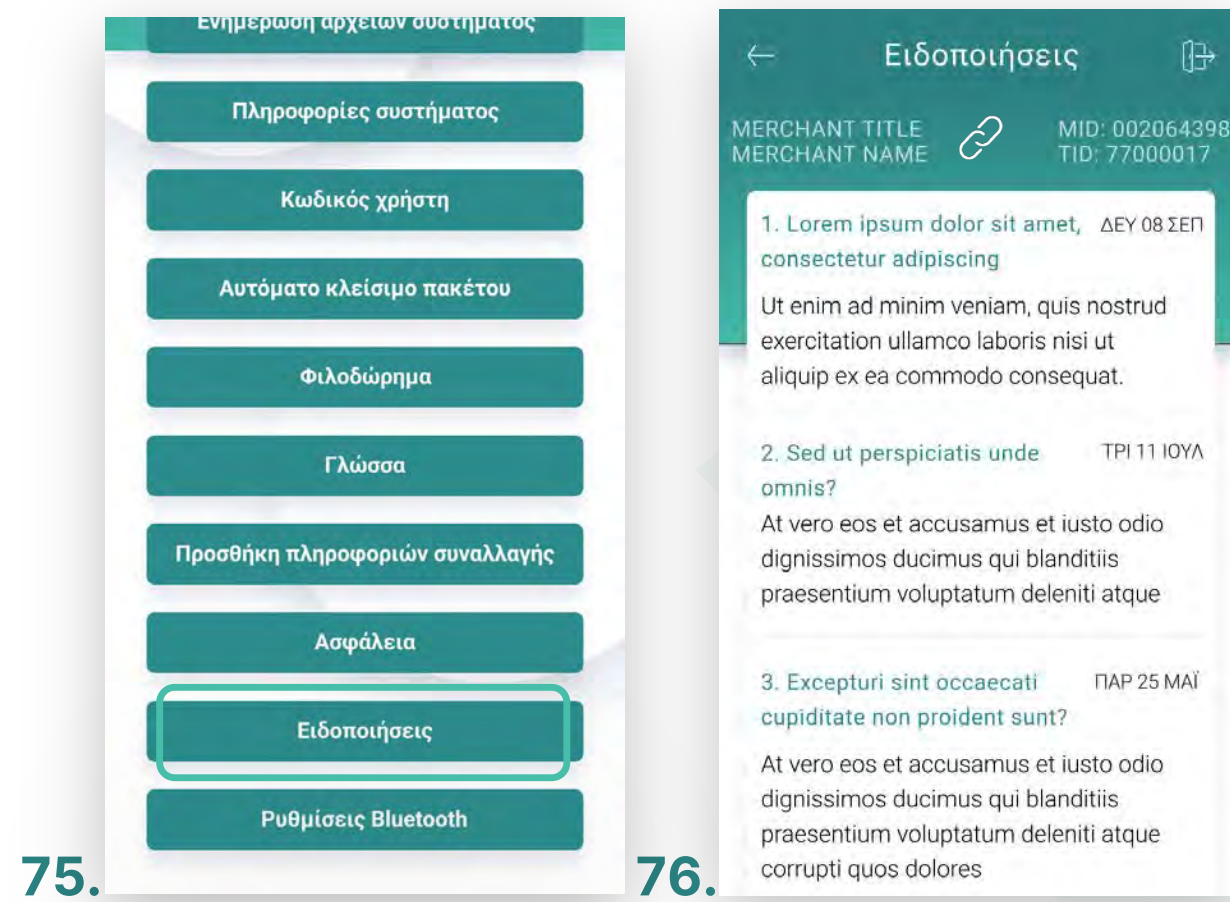 Ενημέρωση αρχείων συστήματος
Πληροφορίες συστήματος
Κωδικός χρήστη
Αυτόματο κλείσιμο πακέτου
Φιλοδώρημα
Γλώσσα
Προσθήκη πληροφοριών συναλλαγής
Ασφάλεια
Ειδοποιήσεις
Ρυθμίσεις Bluetooth
75.
Ειδοποιήσεις
MERCHANT TITLE
MERCHANT NAME
MID: 002064398
TID: 77000017
1. Lorem ipsum dolor sit amet, ΔΕΥ 08 ΣΕΠ
consectetur adipiscing
Ut enim ad minim veniam, quis nostrud
exercitation ullamco laboris nisi ut
aliquip ex ea commodo consequat.
2. Sed ut perspiciatis unde ΤΡΙ 11 ΙΟΥΛ
omnis?
At vero eos et accusamus et iusto odio
dignissimos ducimus qui blanditiis
praesentium voluptatum deleniti atque
3. Excepturi sint occaecati ΠΑΡ 25 ΜΑΪ
cupiditate non proident sunt?
At vero eos et accusamus et iusto odio
dignissimos ducimus qui blanditiis
praesentium voluptatum deleniti atque
corrupti quos dolores
76.